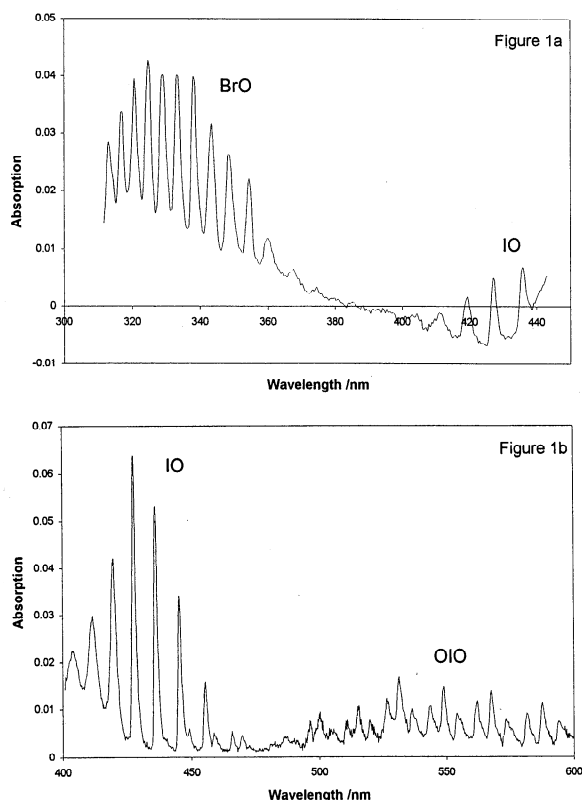 0.05
Figure 1a
0.04
BrO
0.03
Absorption
0.02
0.01
IO
0
300 320 340 360 380 400 420 440
-0.01
Wavelength /nm
0.07
Figure 1b
0.06
IO
0.05
0.04
Absorption
0.03
OIO
0.02
0.01
0
400 450 500 550 600
Wavelength /nm